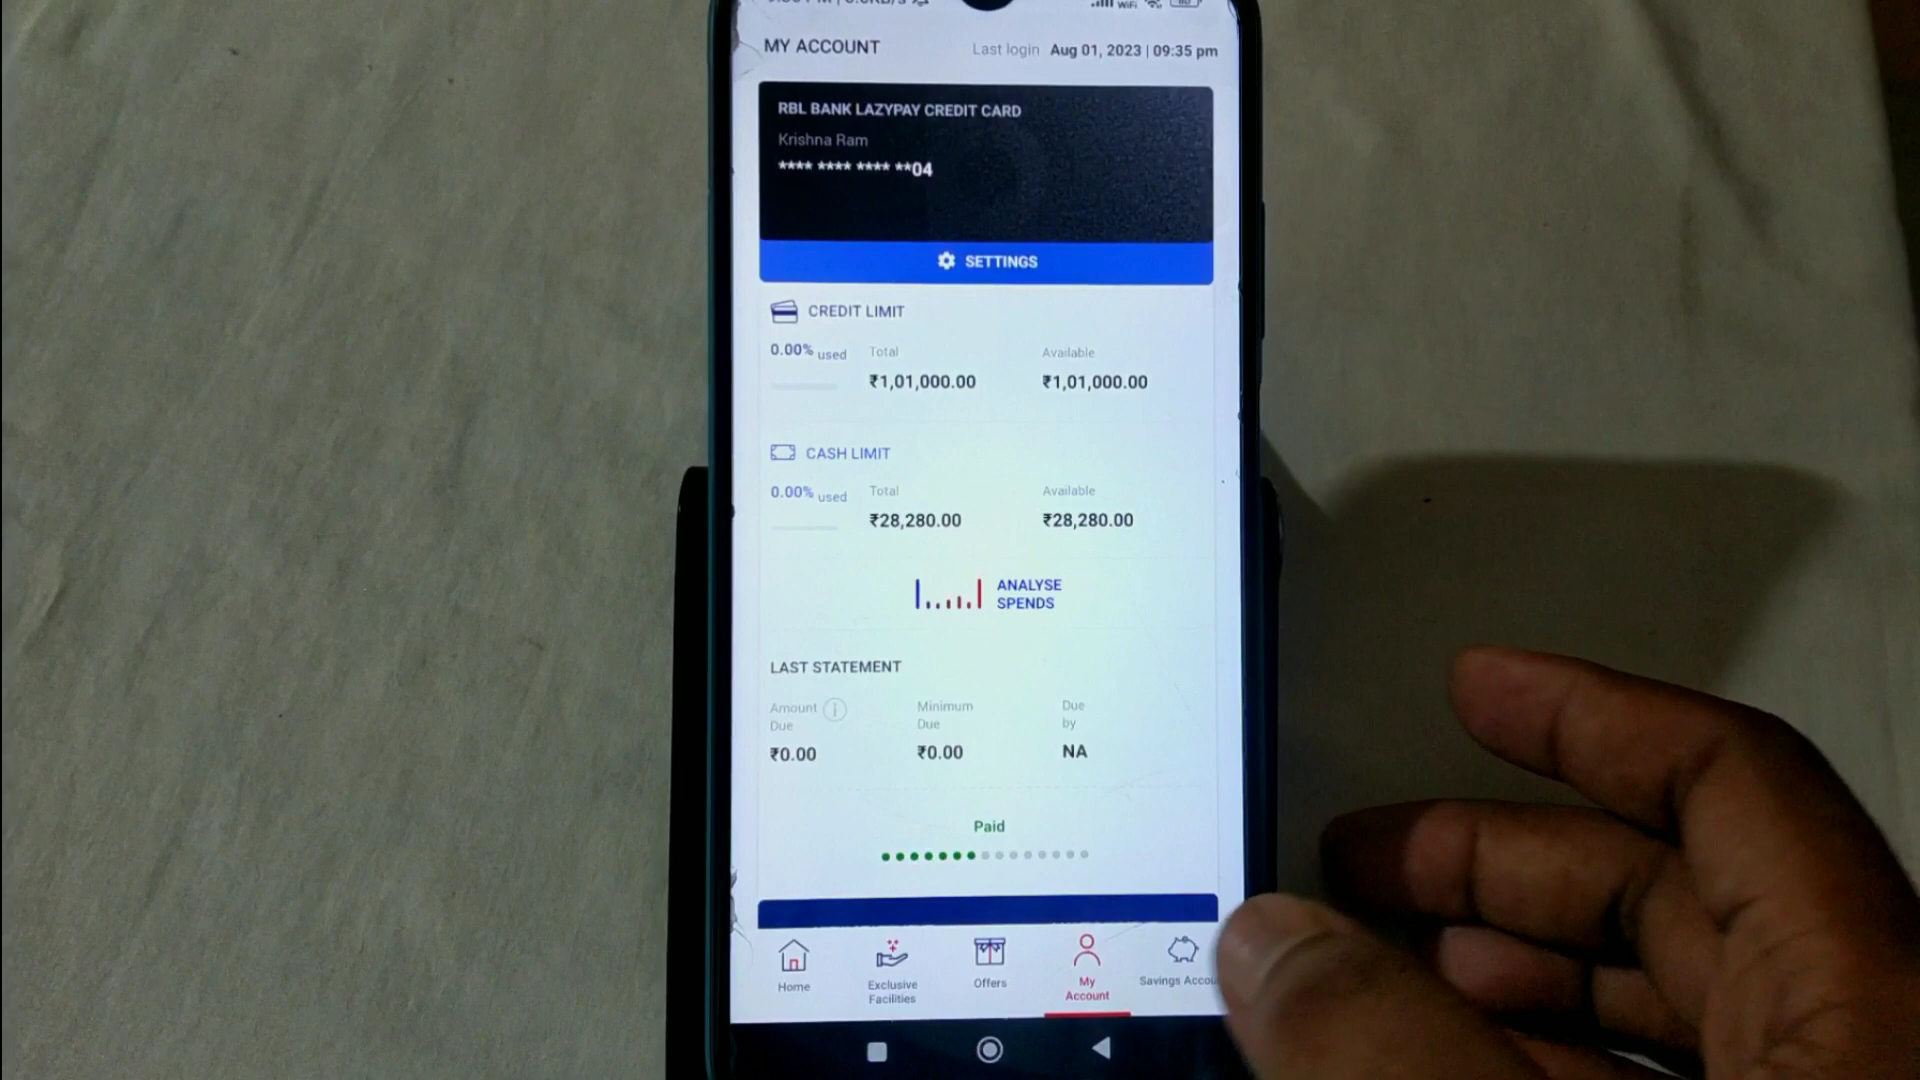 MY ACCOUNT
Last login Aug 01, 2023 | 09:35 pm
RBL BANK LAZYPAY CREDIT CARD
Krishna Ram
**** **** **** **04
SETTINGS
CREDIT LIMIT
0.00% used
Total
Available
₹1,01,000.00
₹1,01,000.00
CASH LIMIT
0.00% used
Total
Available
₹28,280.00
₹28,280.00
ANALYSE
SPENDS
LAST STATEMENT
Amount
Due
Minimum
Due
Due
by
₹0.00
₹0.00
NA
Paid
Home
Exclusive
Facilities
Offers
My
Account
Savings Accou